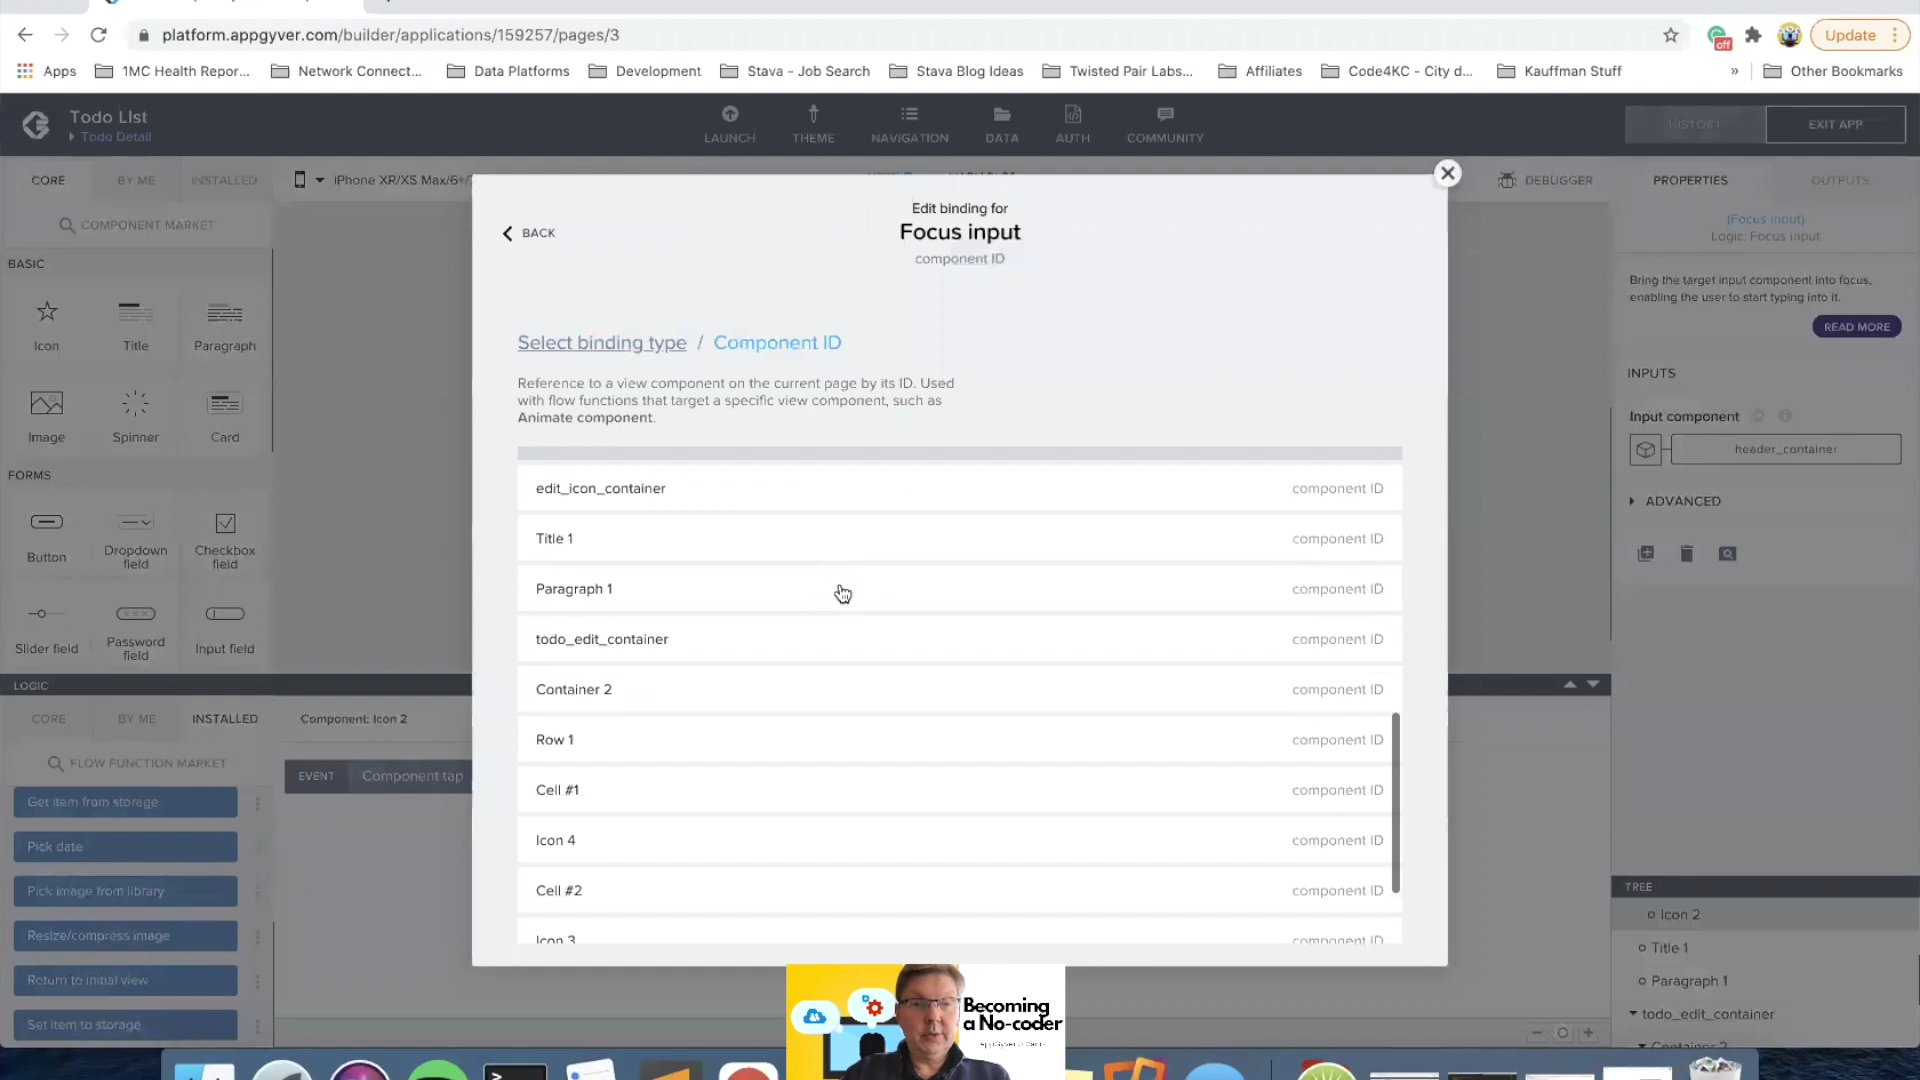 platform.appgyver.com/builder/applications/159257/pages/3
off
Update
Apps
1MC Health Repor...
Network Connect...
Data Platforms
Development
Stava - Job Search
Stava Blog Ideas
Twisted Pair Labs...
Affiliates
Code4KC - City d...
Kauffman Stuff
»
Other Bookmarks
Todo LIst
Todo Detail
LAUNCH
THEME
NAVIGATION
DATA
AUTH
COMMUNITY
HISTORY
EXIT APP
CORE
BY ME
INSTALLED
iPhone XR/XS Max/6+/
DEBUGGER
PROPERTIES
OUTPUTS
COMPONENT MARKET
BASIC
Icon
Title
Paragraph
Image
Spinner
Card
FORMS
Button
Dropdown field
Checkbox field
Slider field
Password field
Input field
Edit binding for
BACK
Focus input
component ID
Select binding type / Component ID
Reference to a view component on the current page by its ID. Used
with flow functions that target a specific view component, such as
Animate component.
edit_icon_container component ID
Title 1 component ID
Paragraph 1 component ID
todo_edit_container component ID
Container 2 component ID
Row 1 component ID
Cell #1 component ID
Icon 4 component ID
Cell #2 component ID
Icon 3 component ID
(Focus input)
Logic: Focus input
Bring the target input component into focus,
enabling the user to start typing into it.
READ MORE
INPUTS
Input component
header_container
ADVANCED
LOGIC
CORE
BY ME
INSTALLED
Component: Icon 2
FLOW FUNCTION MARKET
EVENT Component tap
Get item from storage
Pick date
Pick image from library
Resize/compress image
Return to initial view
Set item to storage
TREE
Icon 2
Title 1
Paragraph 1
todo_edit_container
Container 2
Becoming
a No-coder